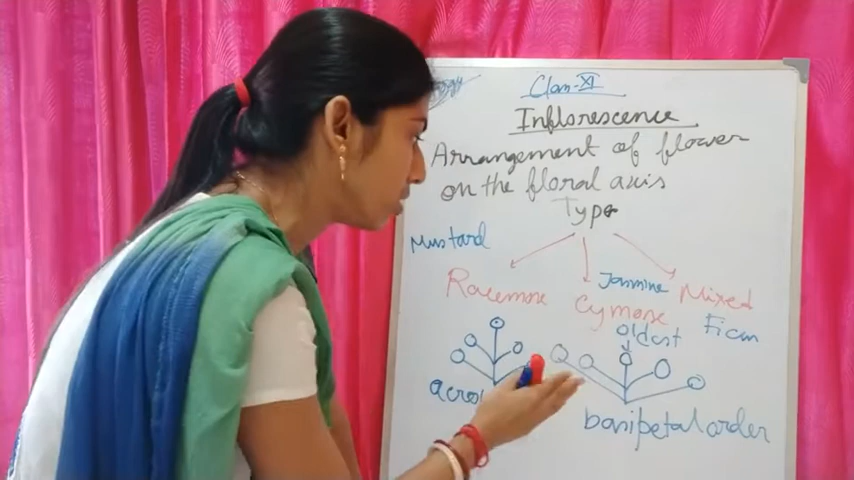 Class-XI
Inflorescence
Arrangement of flower
on the floral axis
Type
Mustard
Jasmine
Racemose
Cymose
Mixed
Ficus
Oldest
acro
basipetal order